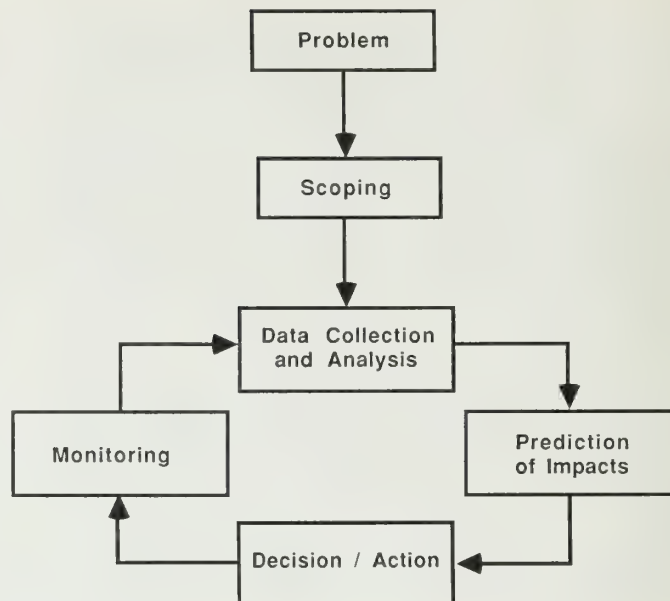 Problem
Scoping
Data Collection
and Analysis
Monitoring
Prediction
of Impacts
Decision / Action